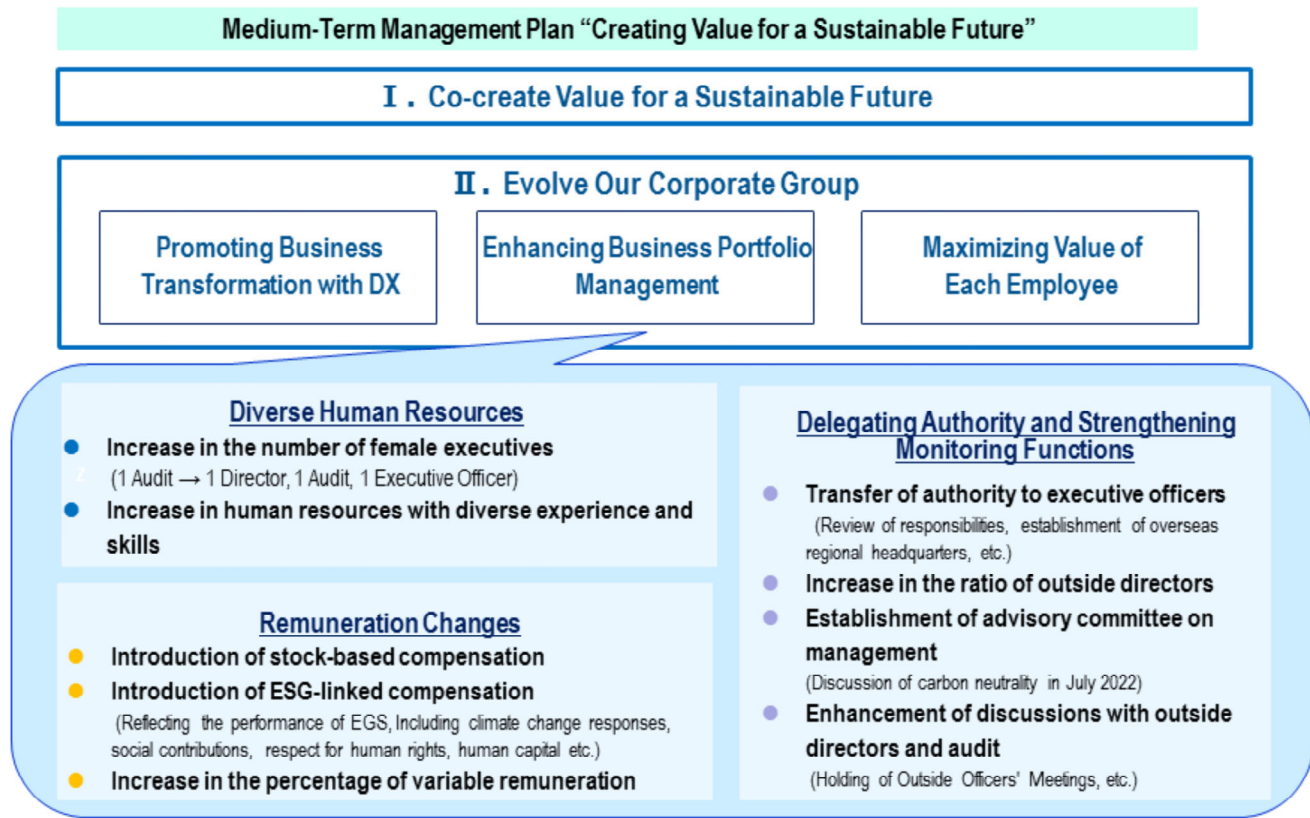 Medium-Term Management Plan “Creating Value for a Sustainable Future”
Ⅰ. Co-create Value for a Sustainable Future
Ⅱ. Evolve Our Corporate Group
Promoting Business
Transformation with DX
Enhancing Business Portfolio
Management
Maximizing Value of
Each Employee
Diverse Human Resources
Increase in the number of female executives
(1 Audit → 1 Director, 1 Audit, 1 Executive Officer)
Increase in human resources with diverse experience and
skills
Remuneration Changes
Introduction of stock-based compensation
Introduction of ESG-linked compensation
(Reflecting the performance of EGS, Including climate change responses,
social contributions, respect for human rights, human capital etc.)
Increase in the percentage of variable remuneration
Delegating Authority and Strengthening
Monitoring Functions
Transfer of authority to executive officers
(Review of responsibilities, establishment of overseas
regional headquarters, etc.)
Increase in the ratio of outside directors
Establishment of advisory committee on
management
(Discussion of carbon neutrality in July 2022)
Enhancement of discussions with outside
directors and audit
(Holding of Outside Officers' Meetings, etc.)